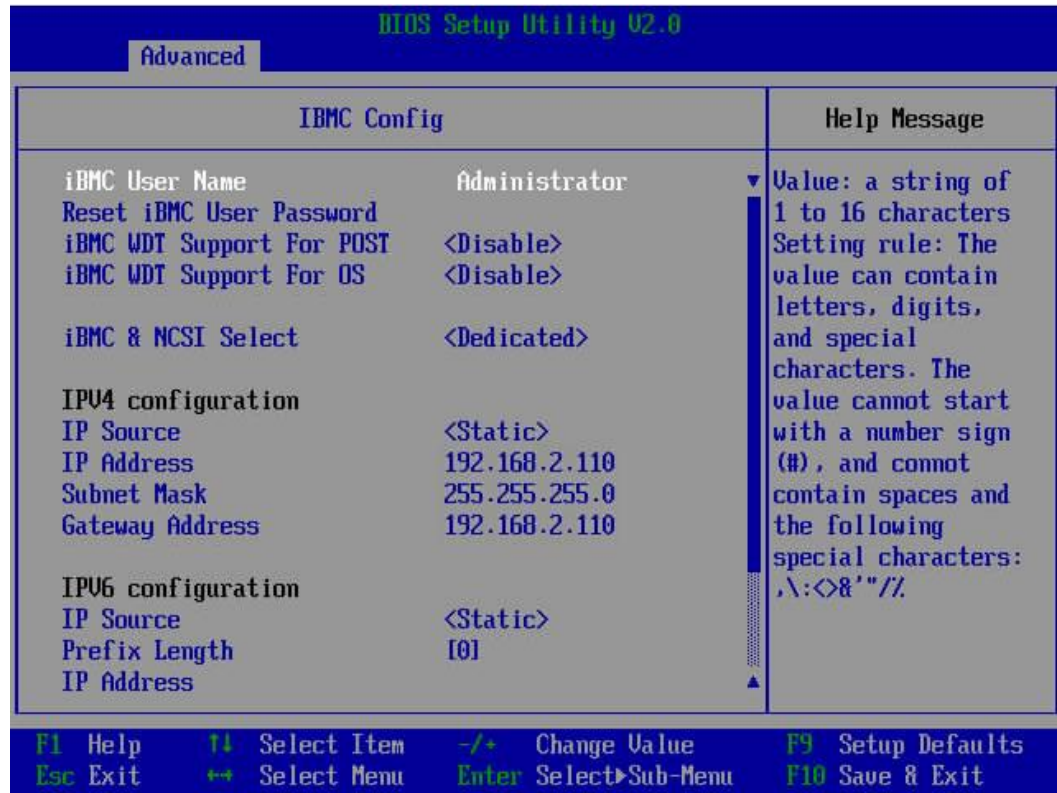 BIOS Setup Utility V2.0
Advanced
IBMC Config
iBMC User Name Administrator
Reset iBMC User Password
iBMC WDT Support For POST <Disable>
iBMC WDT Support For OS <Disable>
iBMC & NCSI Select <Dedicated>
IPV4 configuration
IP Source <Static>
IP Address 192.168.2.110
Subnet Mask 255.255.255.0
Gateway Address 192.168.2.110
IPV6 configuration
IP Source <Static>
Prefix Length [0]
IP Address
Help Message
Value: a string of
1 to 16 characters
Setting rule: The
value can contain
letters, digits,
and special
characters. The
value cannot start
with a number sign
(#), and connot
contain spaces and
the following
special characters:
,\:<>&'"/%
F1 Help ↑↓ Select Item -/+ Change Value F9 Setup Defaults
Esc Exit ←→ Select Menu Enter Select▶Sub-Menu F10 Save & Exit